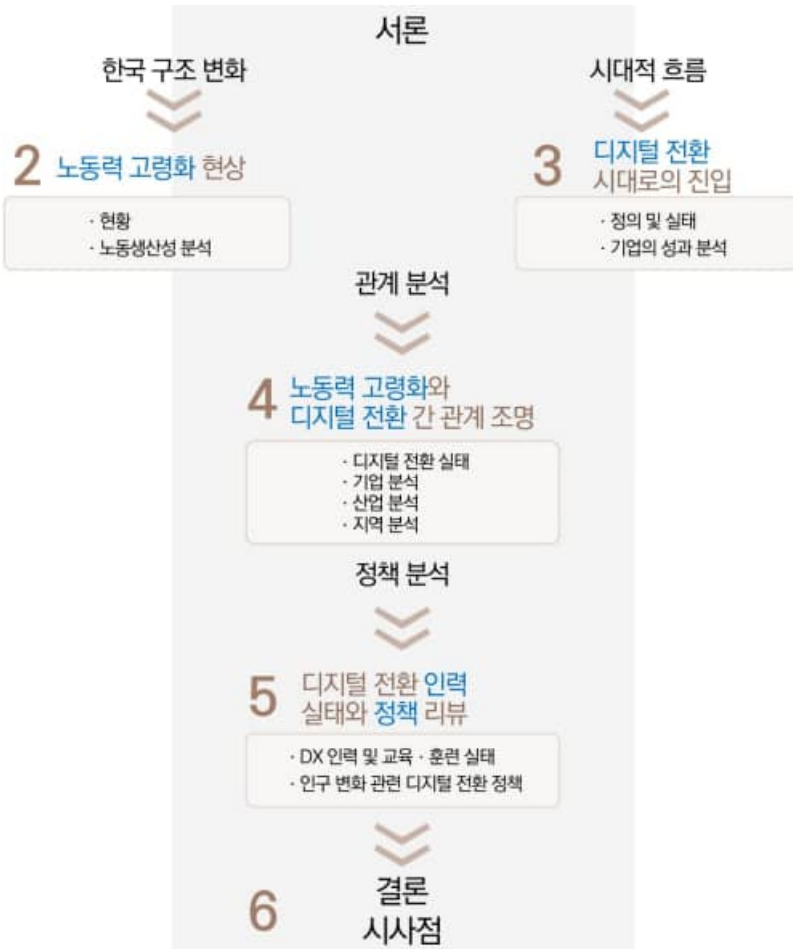 서론
한국 구조 변화
시대적 흐름
2 노동력 고령화 현상
· 현황
· 노동생산성 분석
3 디지털 전환
시대로의 진입
· 정의 및 실태
· 기업의 성과 분석
관계 분석
4 노동력 고령화와
디지털 전환 간 관계 조명
· 디지털 전환 실태
· 기업 분석
· 산업 분석
· 지역 분석
정책 분석
5 디지털 전환 인력
실태와 정책 리뷰
· DX 인력 및 교육 · 훈련 실태
· 인구 변화 관련 디지털 전환 정책
6 결론
시사점